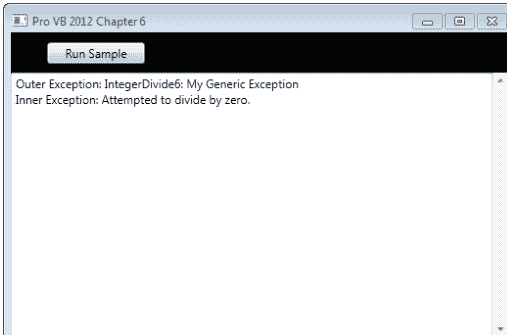 Pro VB 2012 Chapter 6
Run Sample
Outer Exception: IntegerDivide6: My Generic Exception
Inner Exception: Attempted to divide by zero.